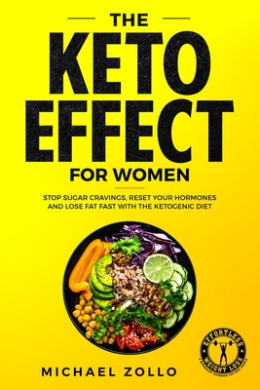 THE
KETO
EFFECT
FOR WOMEN
STOP SUGAR CRAVINGS, RESET YOUR HORMONES
AND LOSE FAT FAST WITH THE KETOGENIC DIET
EFFORTLESS
WEIGHT LOSS
MICHAEL ZOLLO